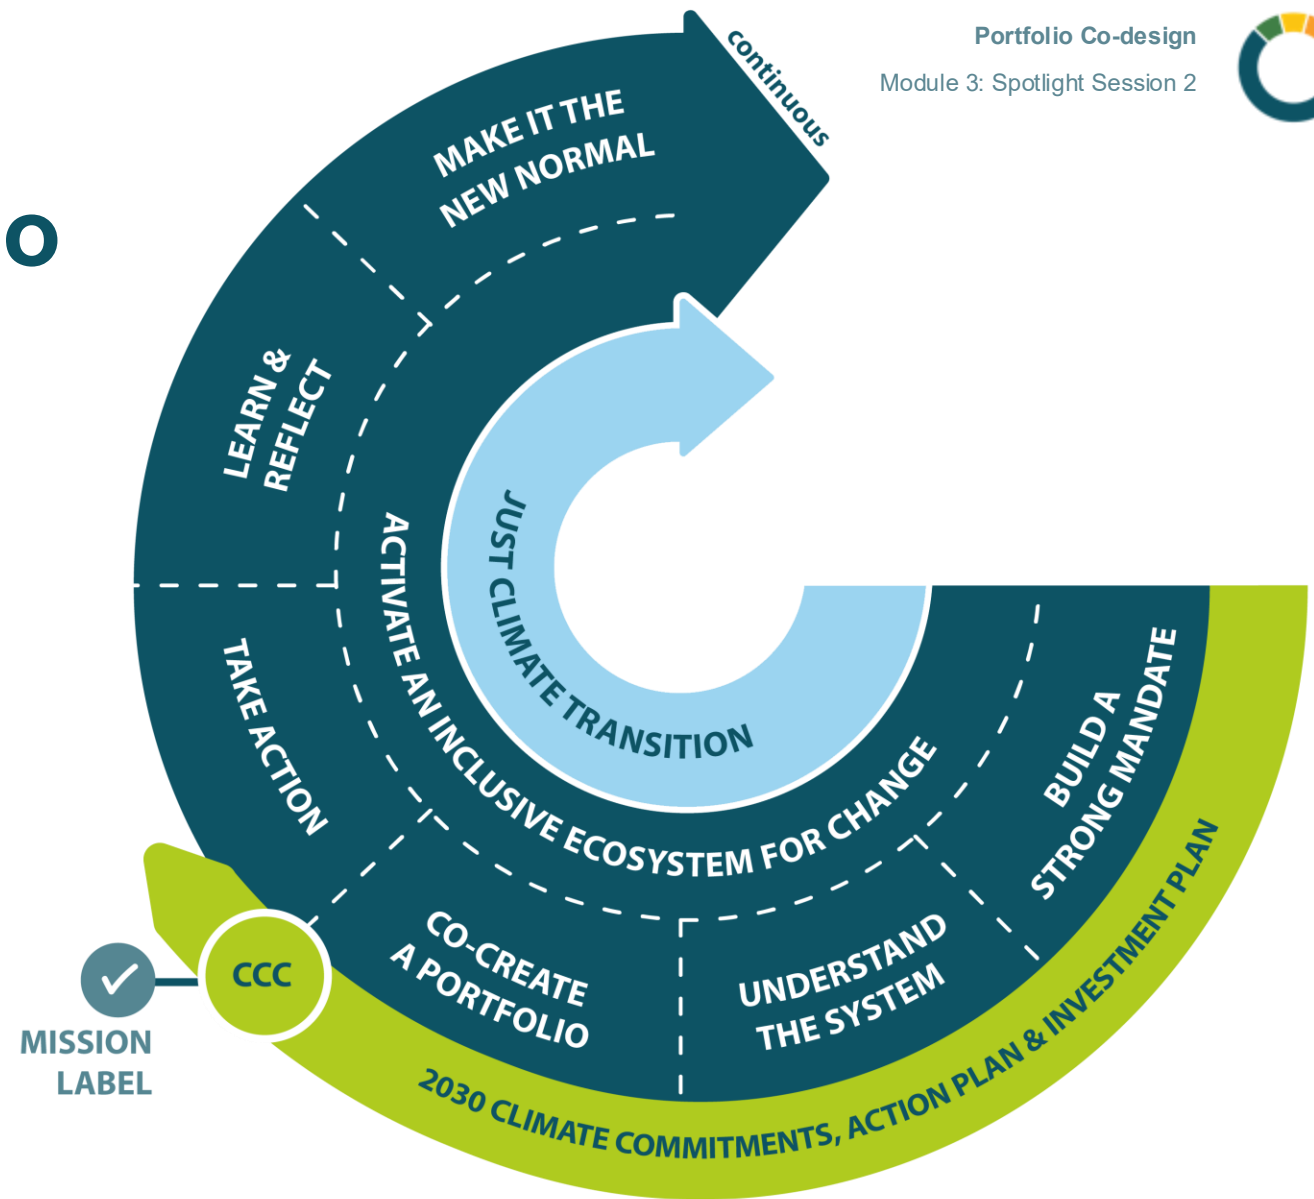 Portfolio Co-design
Module 3: Spotlight Session 2
o
continuous
MAKE IT THE
NEW NORMAL
LEARN &
REFLECT
TAKE ACTION
CO-CREATE
A PORTFOLIO
UNDERSTAND
THE SYSTEM
BUILD A
STRONG MANDATE
ACTIVATE AN INCLUSIVE ECOSYSTEM FOR CHANGE
JUST CLIMATE TRANSITION
2030 CLIMATE COMMITMENTS, ACTION PLAN & INVESTMENT PLAN
CCC
MISSION
LABEL